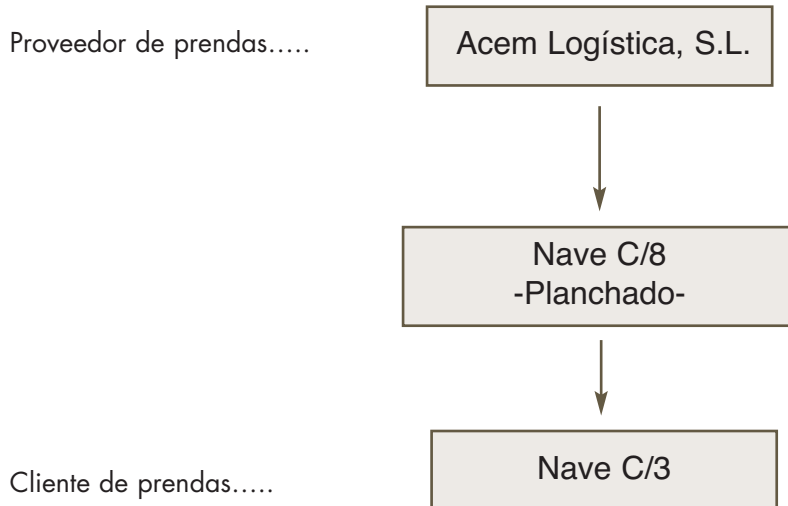 Proveedor de prendas.....
Acem Logística, S.L.
Nave C/8
-Planchado-
Nave C/3
Cliente de prendas.....